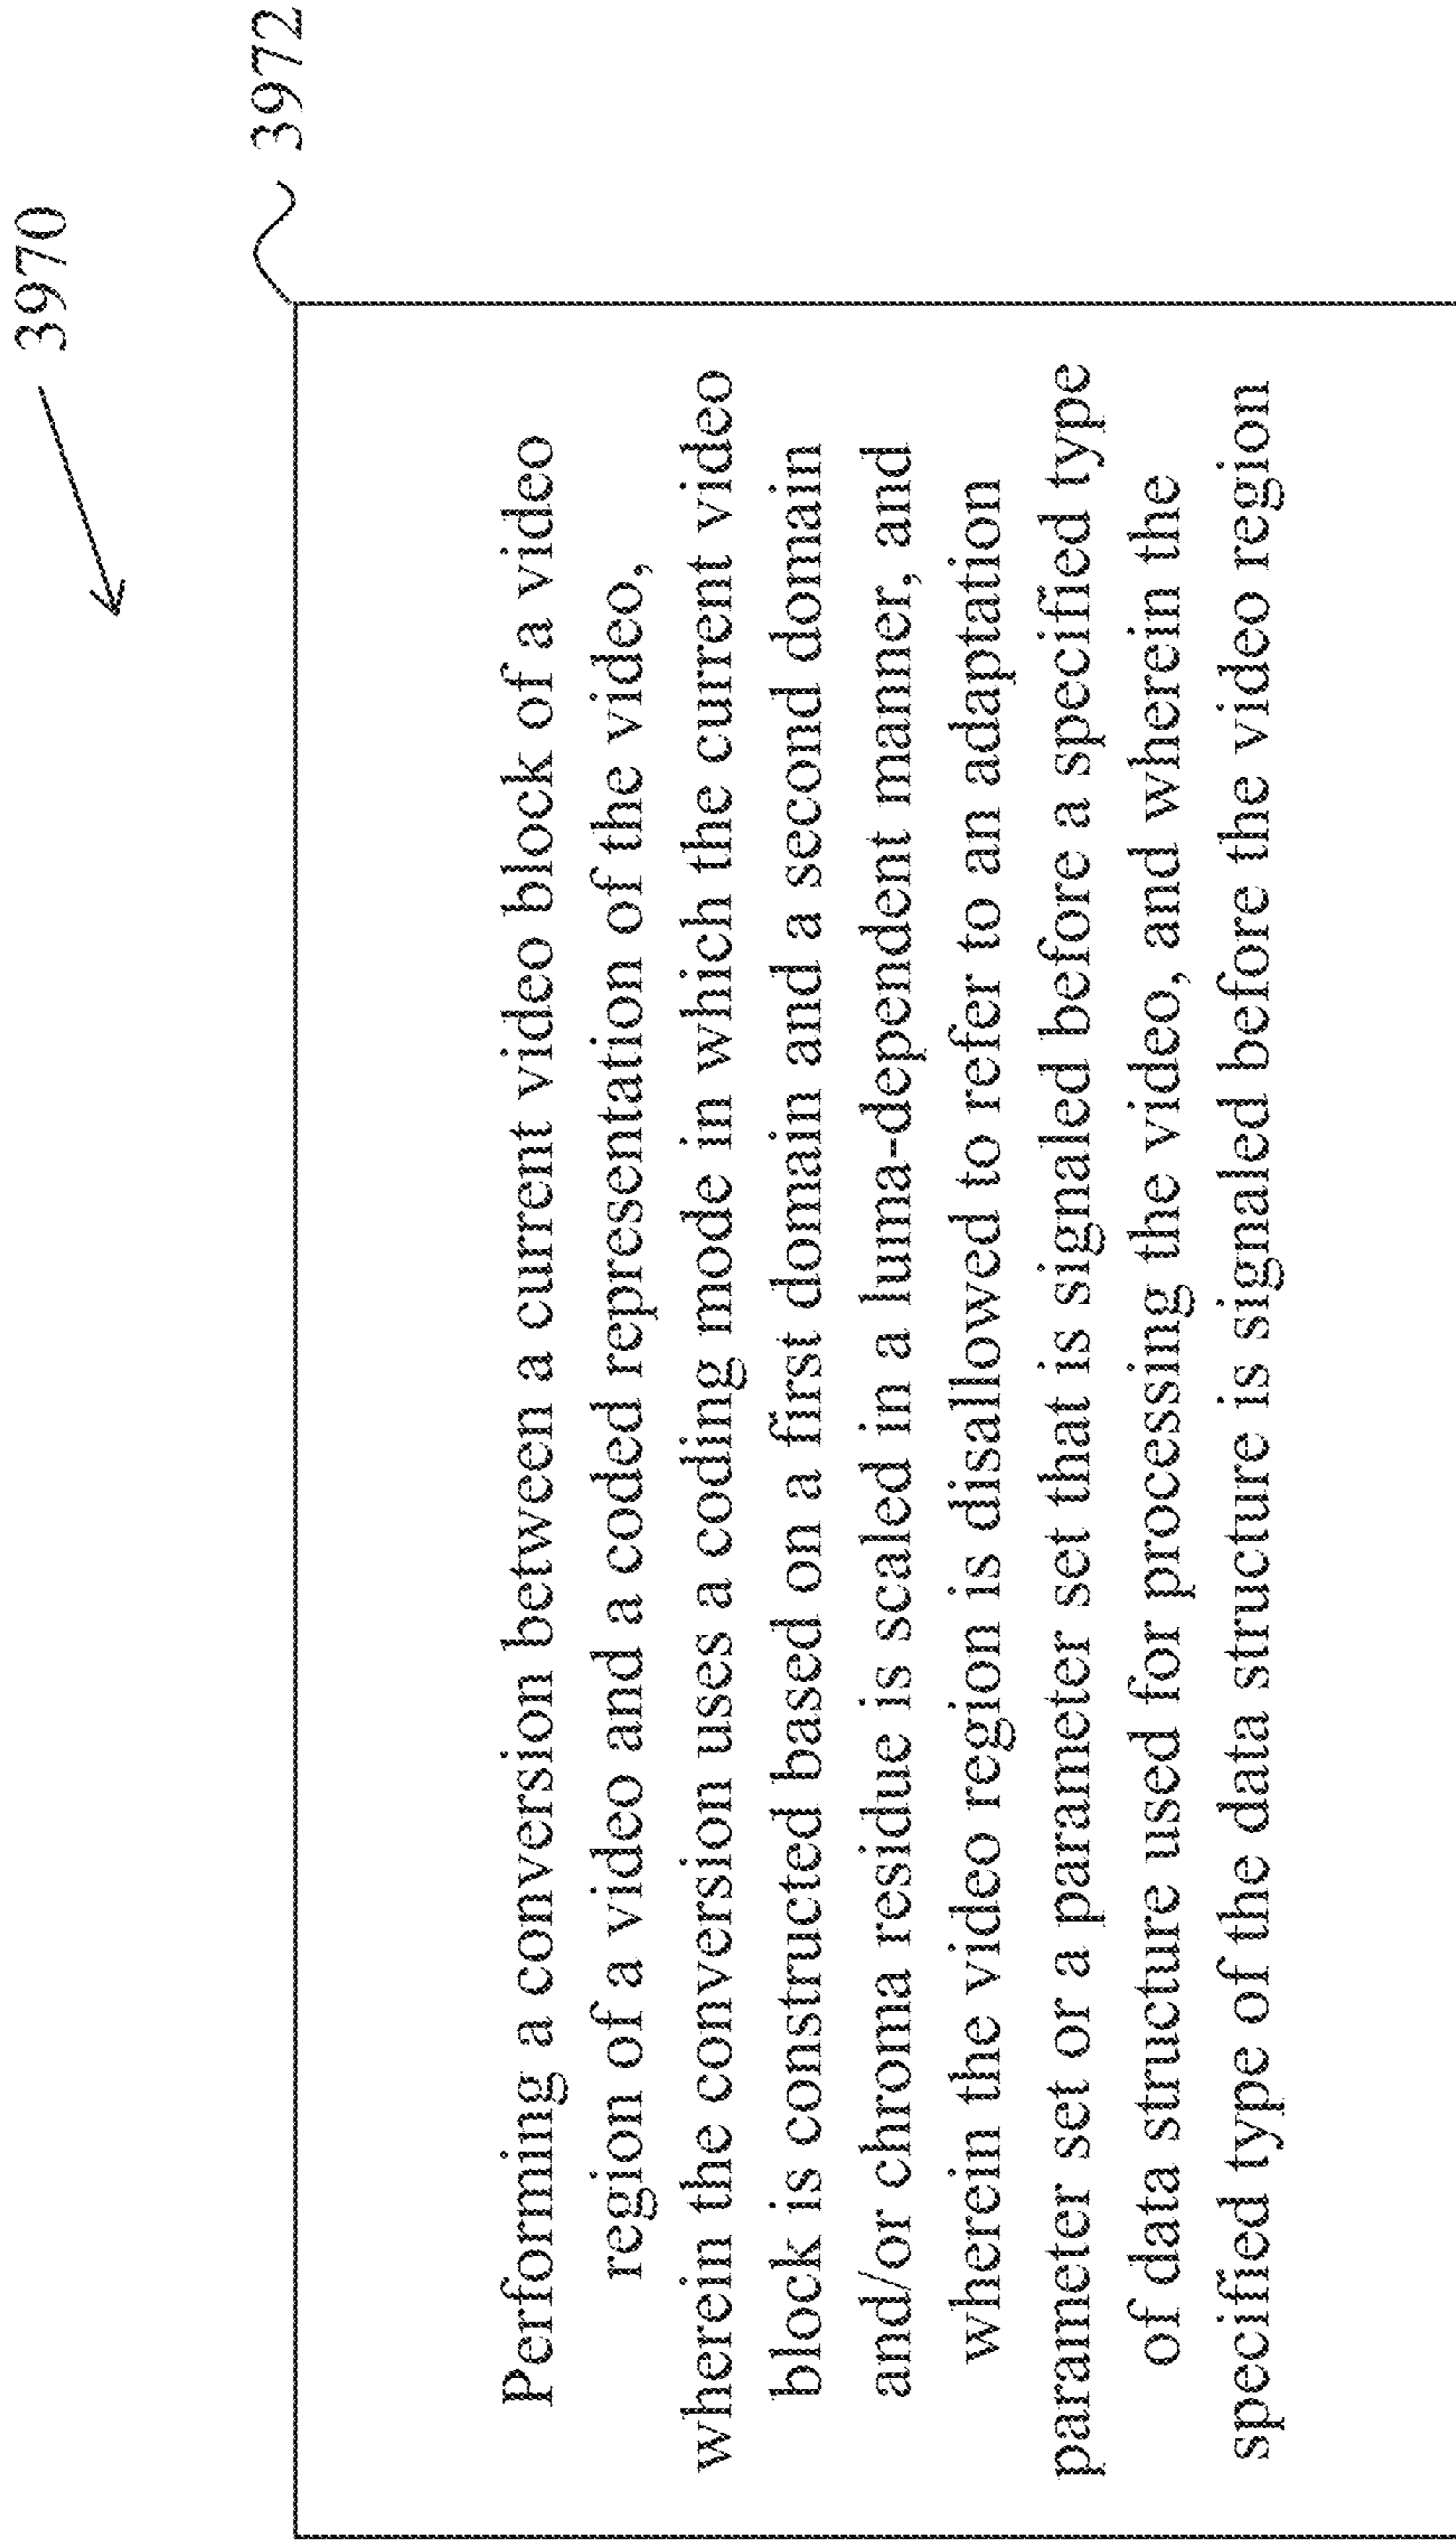 3970
3972
Performing a conversion between a current video block of a video
region of a video and a coded representation of the video,
wherein the conversion uses a coding mode in which the current video
block is constructed based on a first domain and a second domain
and/or chroma residue is scaled in a luma-dependent manner, and
wherein the video region is disallowed to refer to an adaptation
parameter set or a parameter set that is signaled before a specified type
of data structure used for processing the video, and wherein the
specified type of the data structure is signaled before the video region